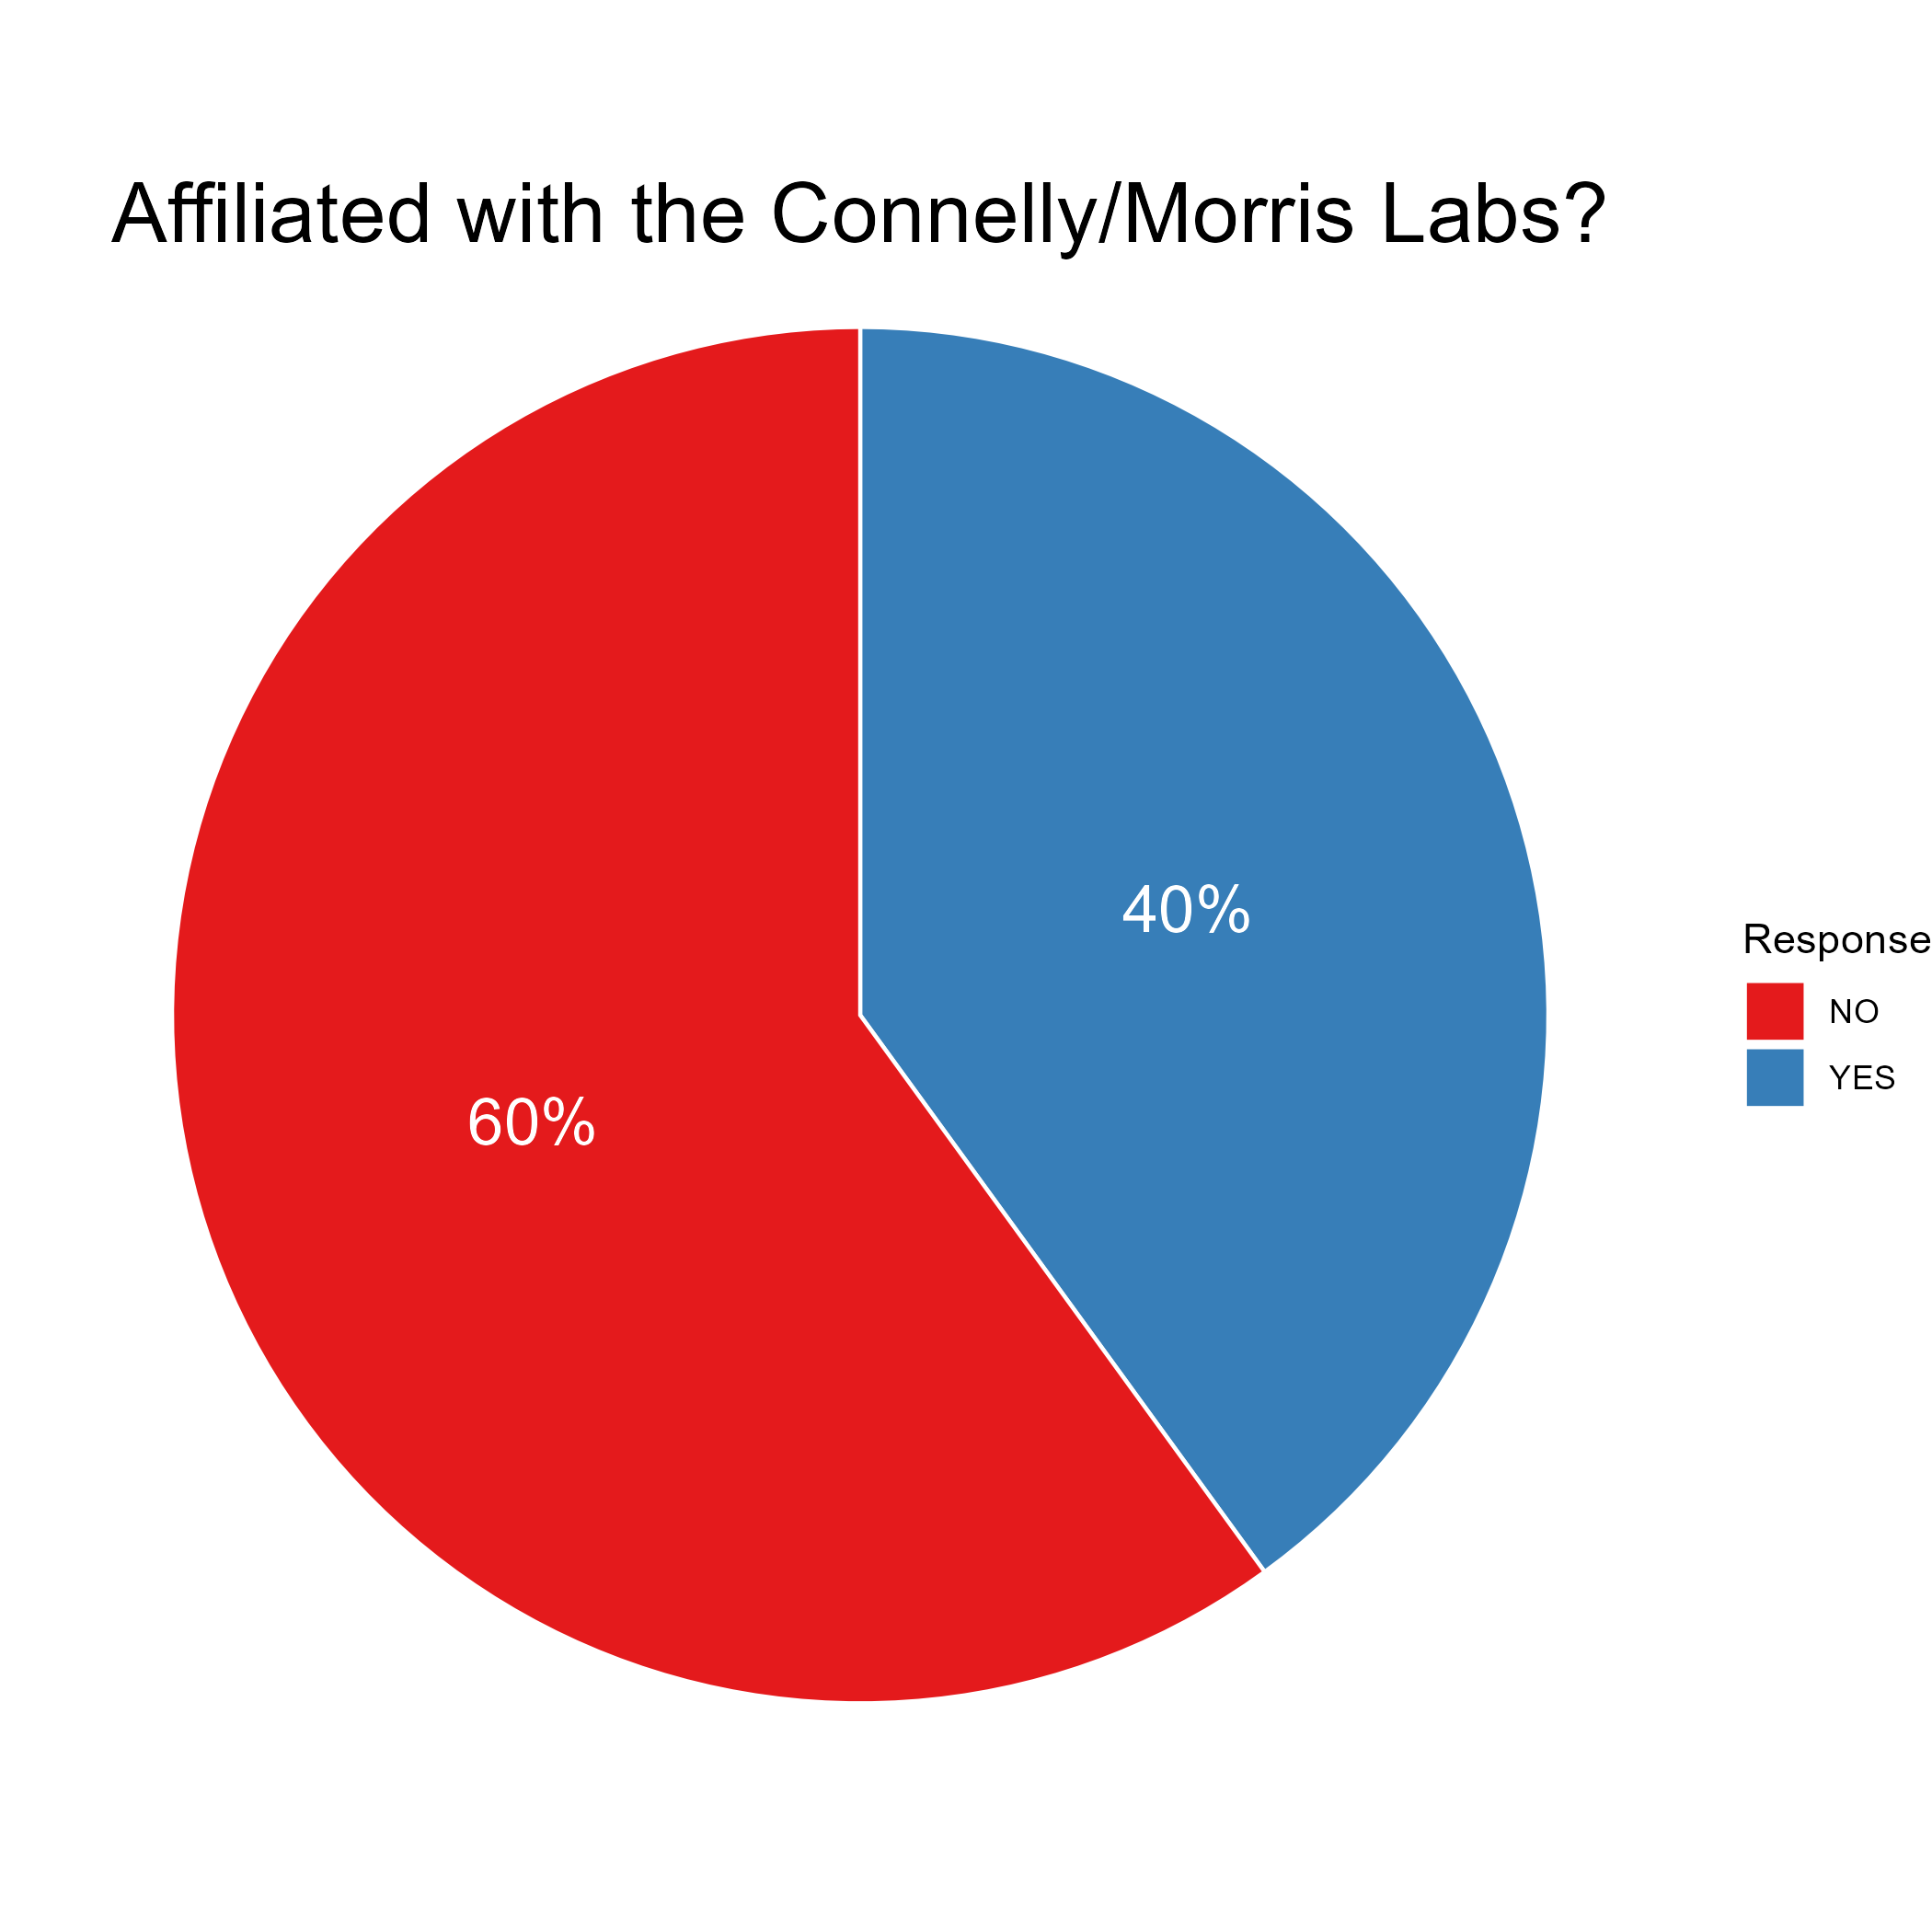 Affiliated with the Connelly/Morris Labs?
40%
60%
Response
NO
YES